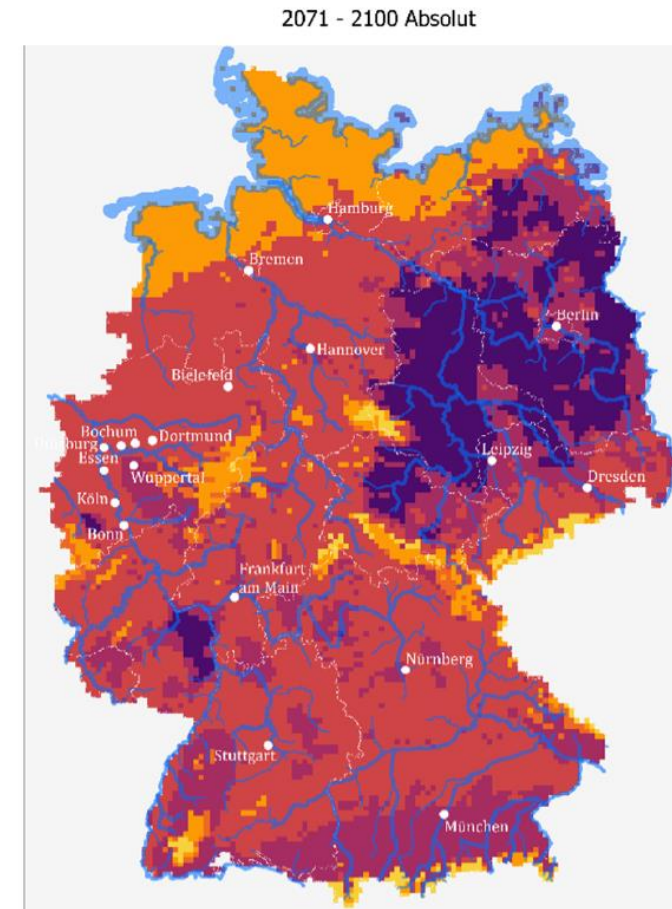 2071 - 2100 Absolut
Hamburg
Bremen
Berlin
Hannover
Bielefeld
Bochum
Dortmund
Essen
Leipzig
Wuppertal
Dresden
Köln
Bonn
Frankfurt
am Main
Nürnberg
Stuttgart
München